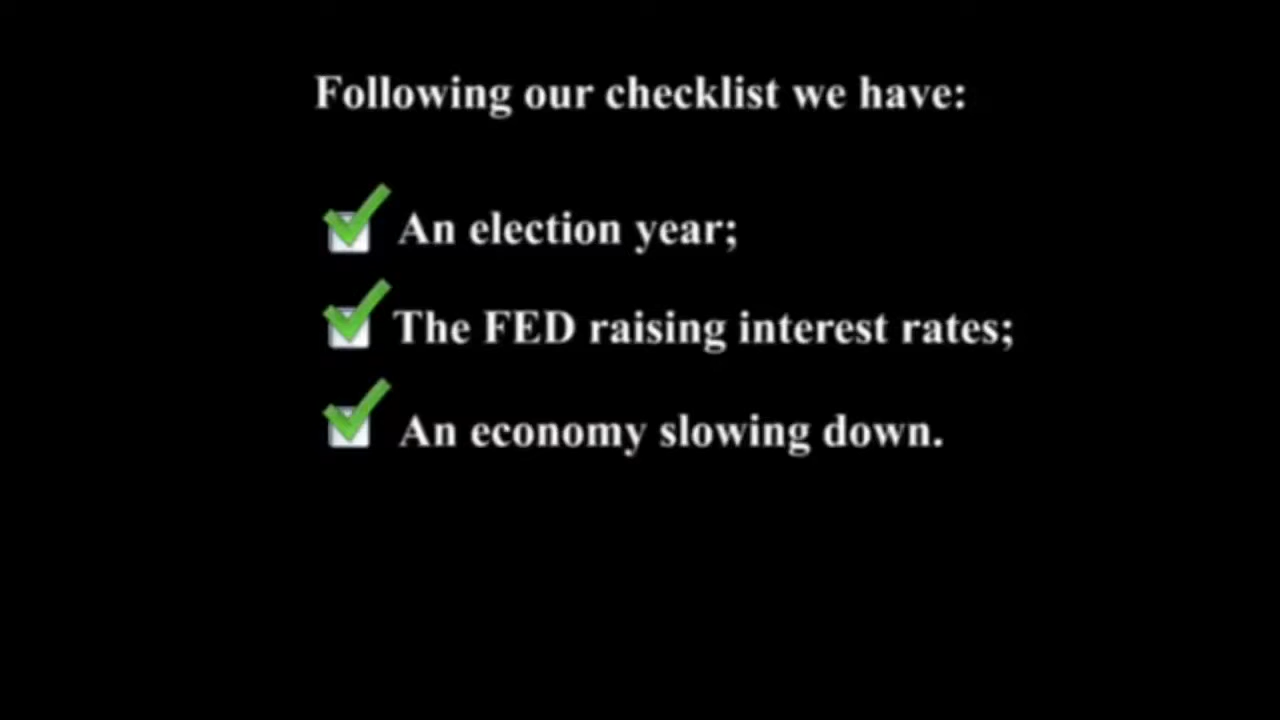 Following our checklist we have:
An election year;
The FED raising interest rates;
An economy slowing down.